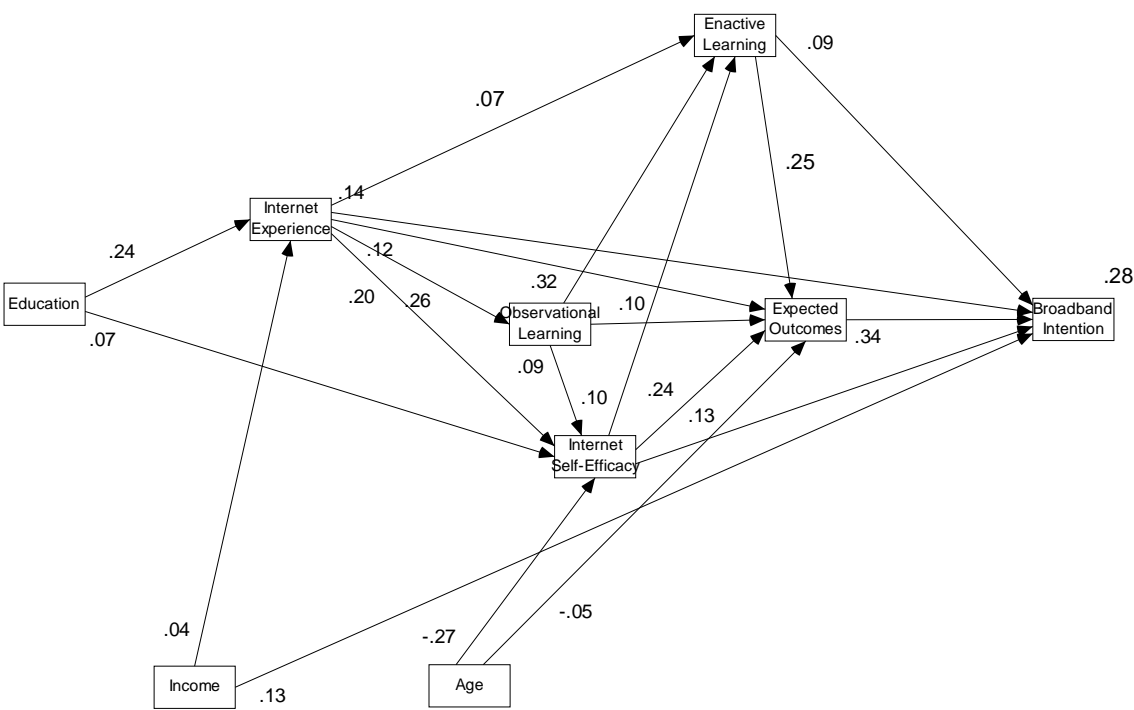 Enactive
Learning
.09
.07
.25
.14
Internet
Experience
.24
.12
.28
.32
.20
.26
.10
Education
Observational
Learning
Expected
Outcomes
Broadband
Intention
.34
.07
.09
.10
.24
.13
Internet
Self-Efficacy
-.05
.04
-.27
Income
.13
Age